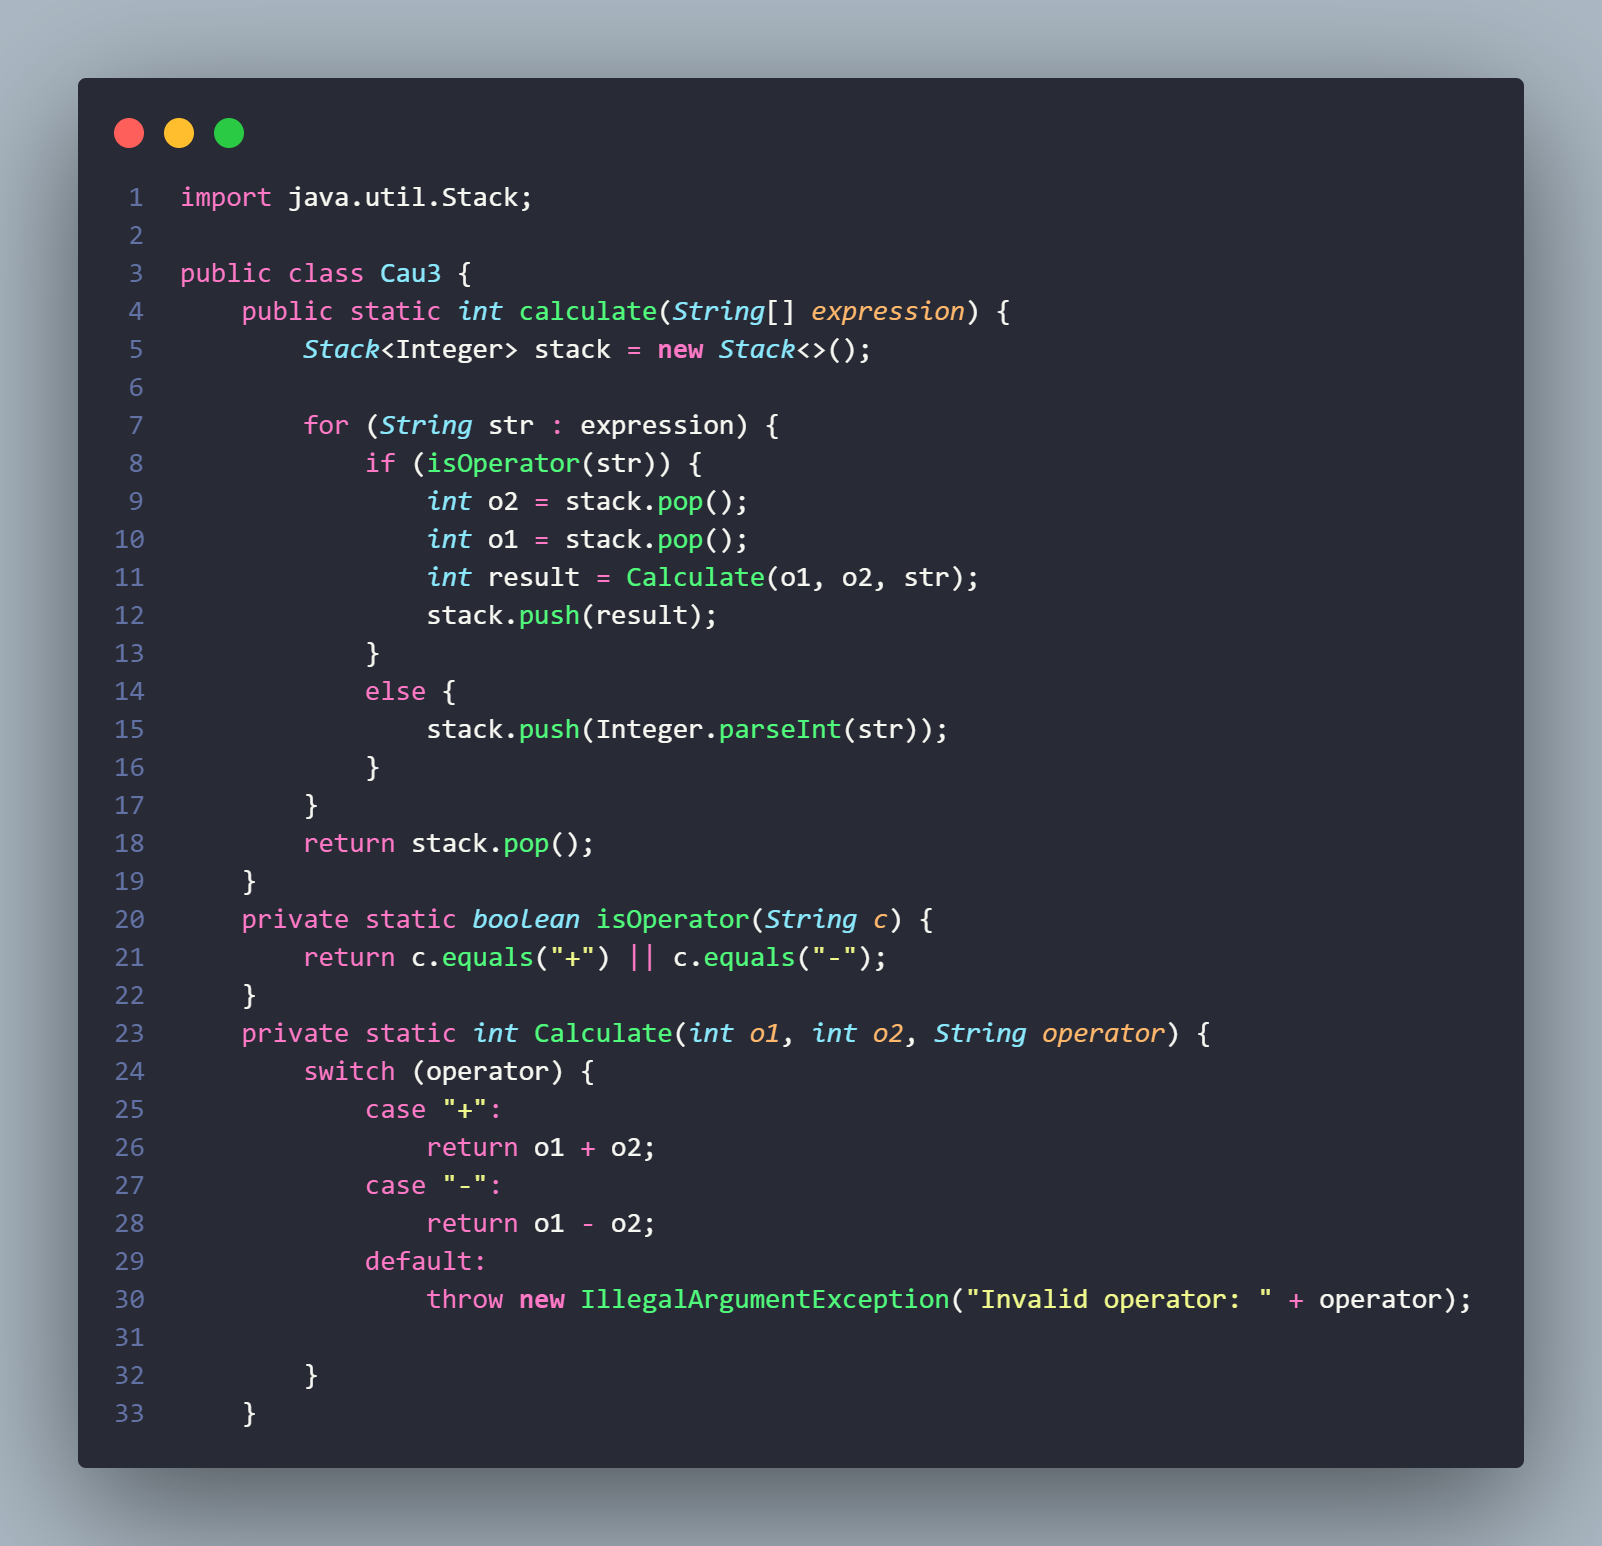 1 import java.util.Stack;
2
3 public class Cau3 {
4     public static int calculate(String[] expression) {
5         Stack<Integer> stack = new Stack<>();
6
7         for (String str : expression) {
8             if (isOperator(str)) {
9                 int o2 = stack.pop();
10                 int o1 = stack.pop();
11                 int result = Calculate(o1, o2, str);
12                 stack.push(result);
13             }
14             else {
15                 stack.push(Integer.parseInt(str));
16             }
17         }
18         return stack.pop();
19     }
20     private static boolean isOperator(String c) {
21         return c.equals("+") || c.equals("-");
22     }
23     private static int Calculate(int o1, int o2, String operator) {
24         switch (operator) {
25             case "+":
26                 return o1 + o2;
27             case "-":
28                 return o1 - o2;
29             default:
30                 throw new IllegalArgumentException("Invalid operator: " + operator);
31
32         }
33     }